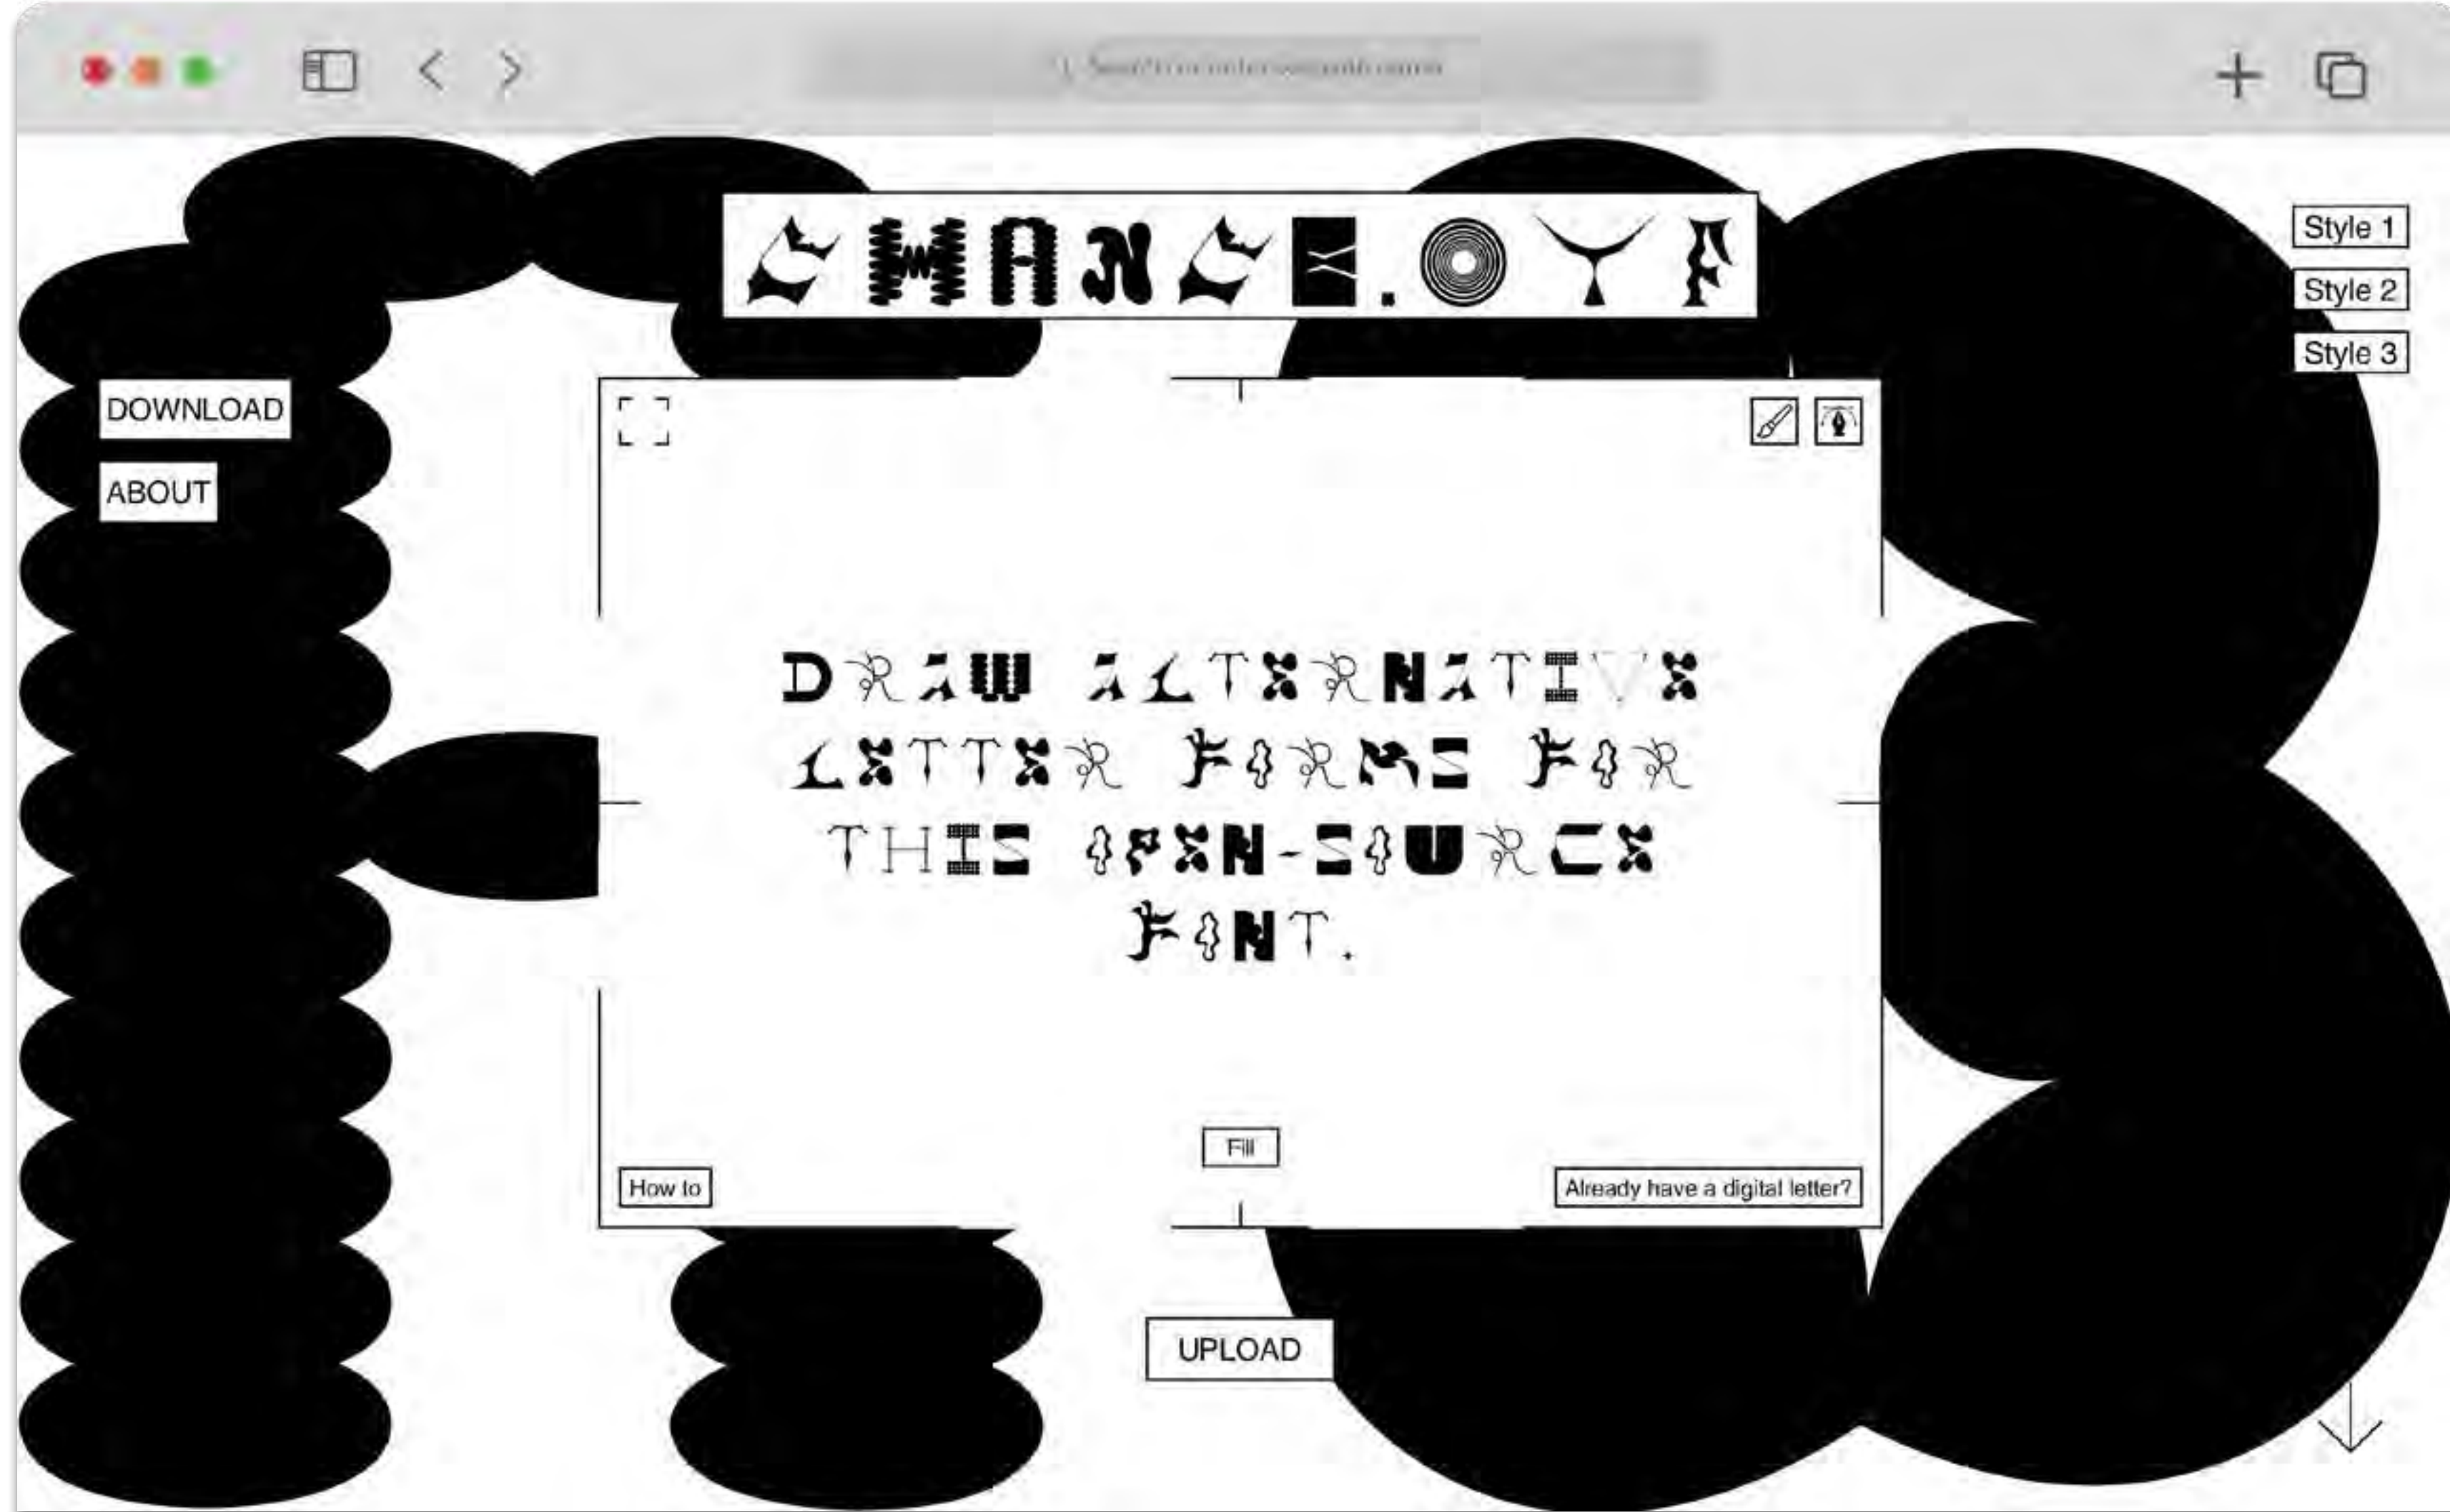 CHANCE.OTF
Style 1
Style 2
Style 3
DOWNLOAD
ABOUT
DRAW ALTERNATIVE
LETTER FORMS FOR
THIS OPEN-SOURCE
FONT.
Fill
How to
Already have a digital letter?
UPLOAD